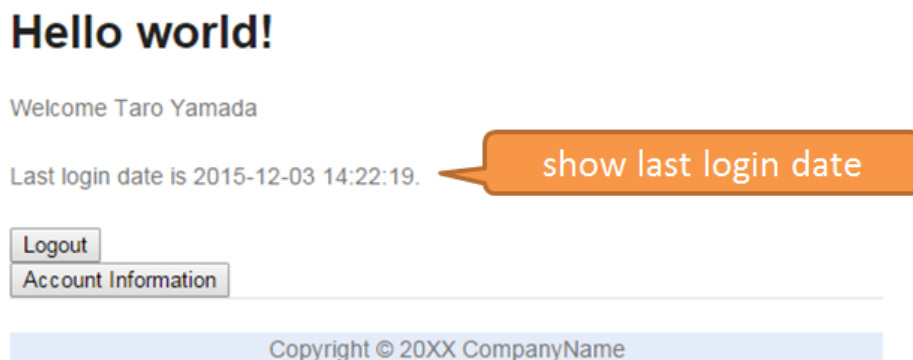 Hello world!
Welcome Taro Yamada
Last login date is 2015-12-03 14:22:19.
show last login date
Logout
Account Information
Copyright © 20XX CompanyName